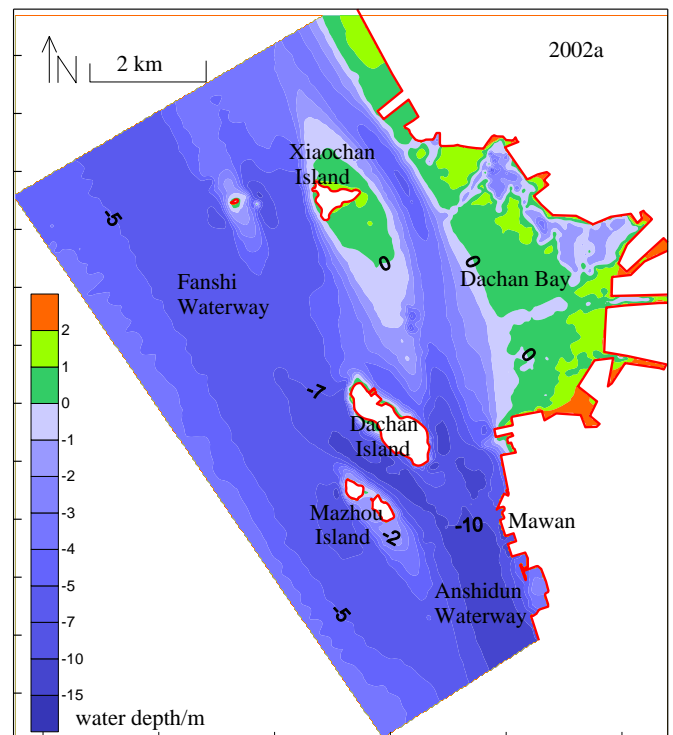 2002a
N
2 km
Xiaochan
Island
-5
0
0
Dachan Bay
Fanshi
Waterway
2
1
0
-1
-2
-4
-5
-7
-10
-15
water depth/m
-7
0
Dachan
Island
Mazhou
Island
-2
-10
Mawan
Anshidun
Waterway
-5